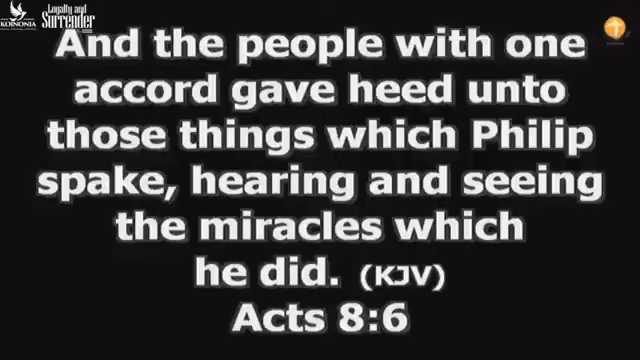 KOINONIA
Loyalty and
Surrender
And the people with one
accord gave heed unto
those things which Philip
spake, hearing and seeing
the miracles which
he did. (KJV)
Acts 8:6